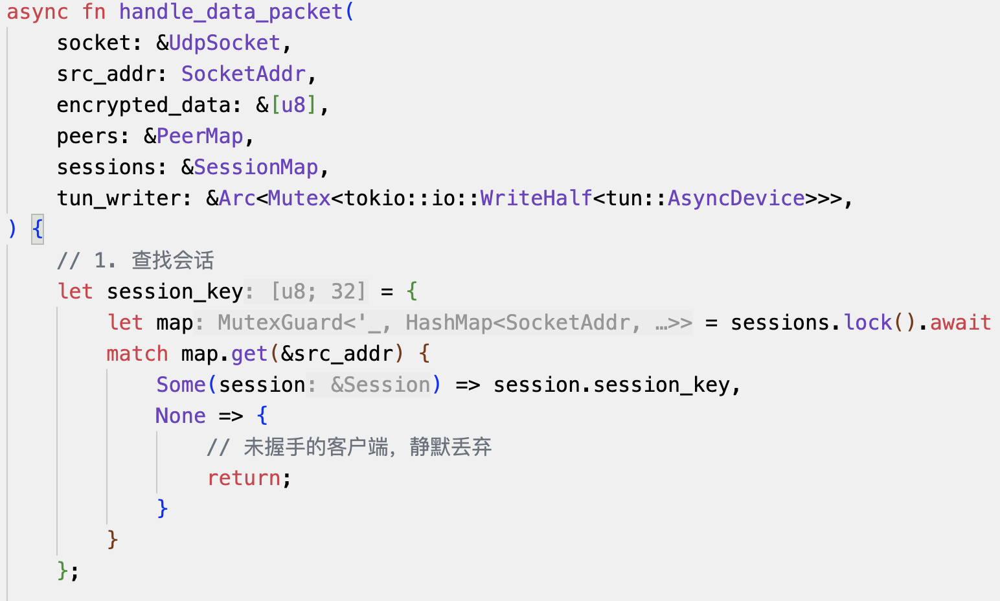 async fn handle_data_packet(
    socket: &UdpSocket,
    src_addr: SocketAddr,
    encrypted_data: &[u8],
    peers: &PeerMap,
    sessions: &SessionMap,
    tun_writer: &Arc<Mutex<tokio::io::WriteHalf<tun::AsyncDevice>>>,
) {
    // 1. 查找会话
    let session_key: [u8; 32] = {
        let map: MutexGuard<'_, HashMap<SocketAddr, …>> = sessions.lock().await
        match map.get(&src_addr) {
            Some(session: &Session) => session.session_key,
            None => {
                // 未握手的客户端，静默丢弃
                return;
            }
        }
    };